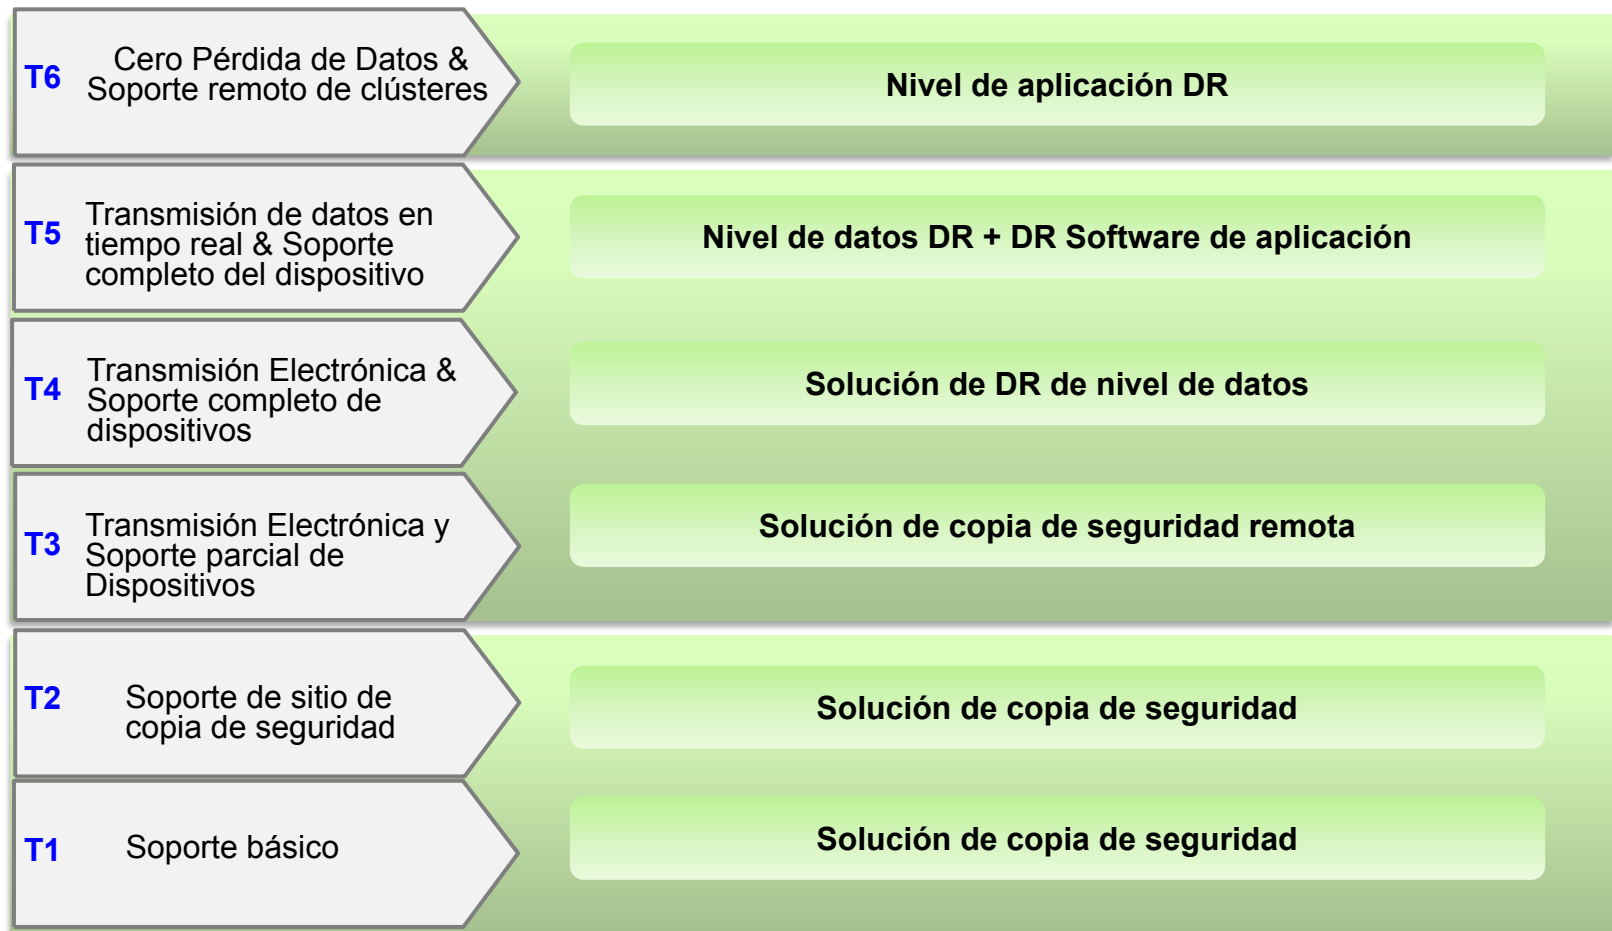 T6
Cero Pérdida de Datos &
Soporte remoto de clústeres
Nivel de aplicación DR
T5
Transmisión de datos en
tiempo real & Soporte
completo del dispositivo
Nivel de datos DR + DR Software de aplicación
T4
Transmisión Electrónica &
Soporte completo de
dispositivos
Solución de DR de nivel de datos
T3
Transmisión Electrónica y
Soporte parcial de
Dispositivos
Solución de copia de seguridad remota
T2
Soporte de sitio de
copia de seguridad
Solución de copia de seguridad
T1
Soporte básico
Solución de copia de seguridad